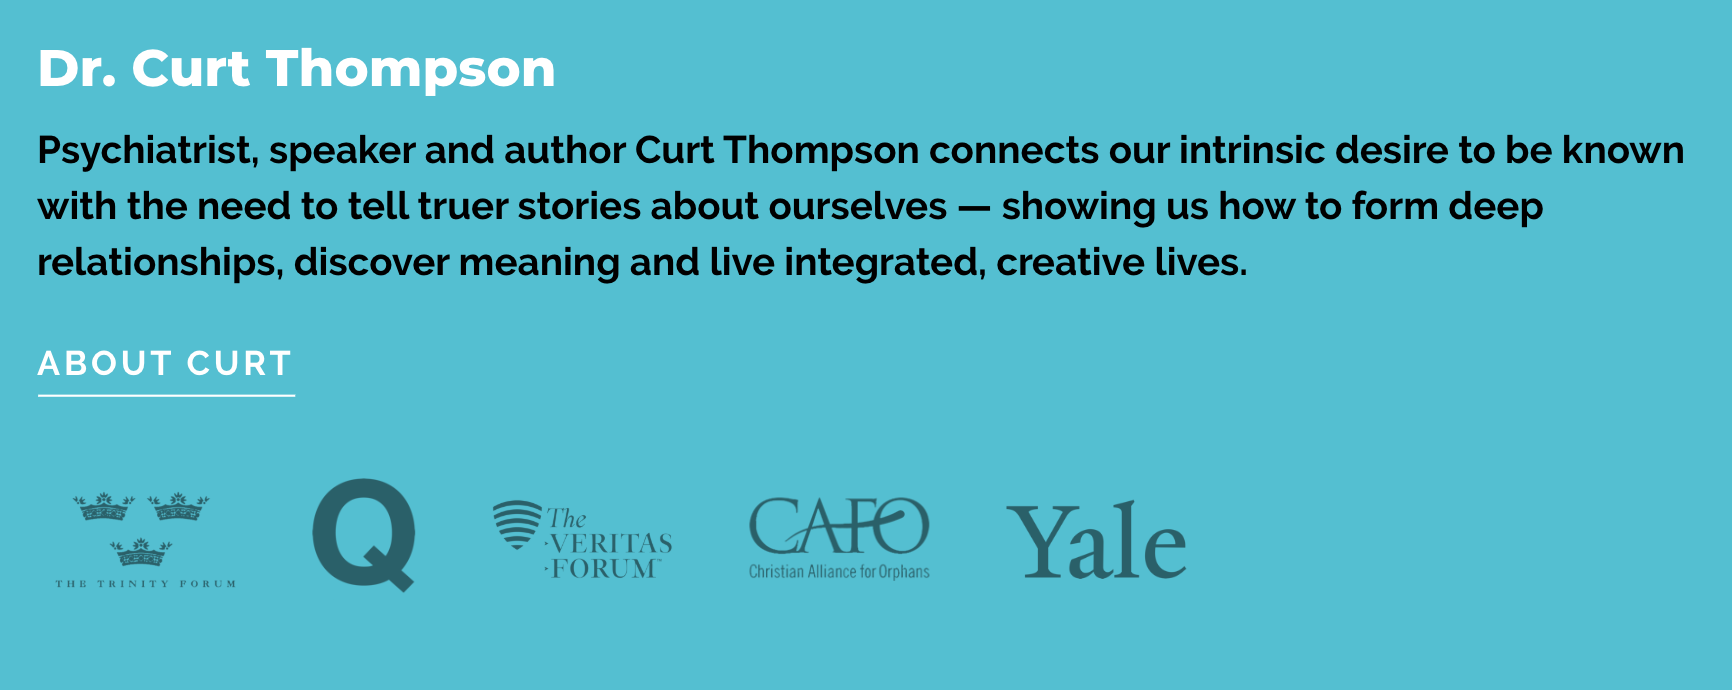 Dr. Curt Thompson
Psychiatrist, speaker and author Curt Thompson connects our intrinsic desire to be known
with the need to tell truer stories about ourselves — showing us how to form deep
relationships, discover meaning and live integrated, creative lives.
ABOUT CURT
THE TRINITY FORUM
Q
The
VERITAS
FORUM
CAFO
Christian Alliance for Orphans
Yale